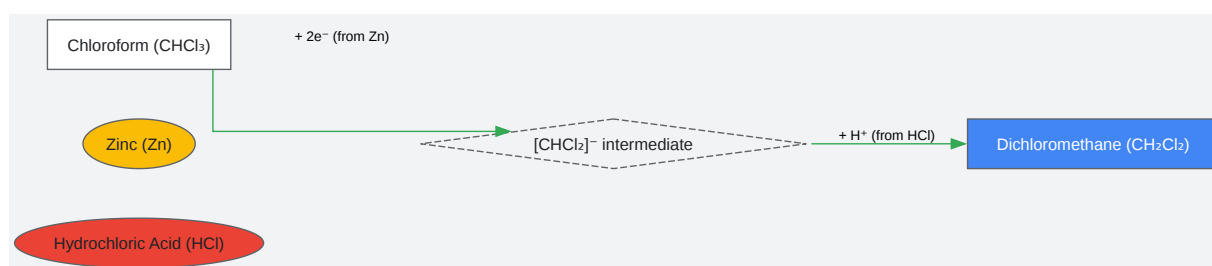 Chloroform (CHCl₃)
+ 2e⁻ (from Zn)
Zinc (Zn)
[CHCl₂]⁻ intermediate
+ H⁺ (from HCl)
Dichloromethane (CH₂Cl₂)
Hydrochloric Acid (HCl)